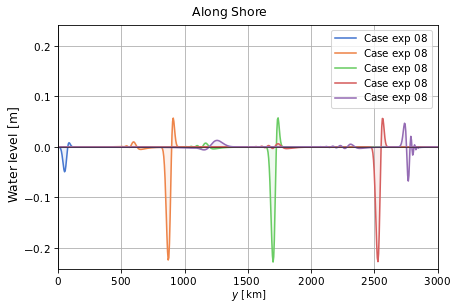 Along Shore
Water level [m]
0.2
0.1
0.0
−0.1
−0.2
Case exp 08
Case exp 08
Case exp 08
Case exp 08
Case exp 08
0 500 1000 1500 2000 2500 3000
y [km]